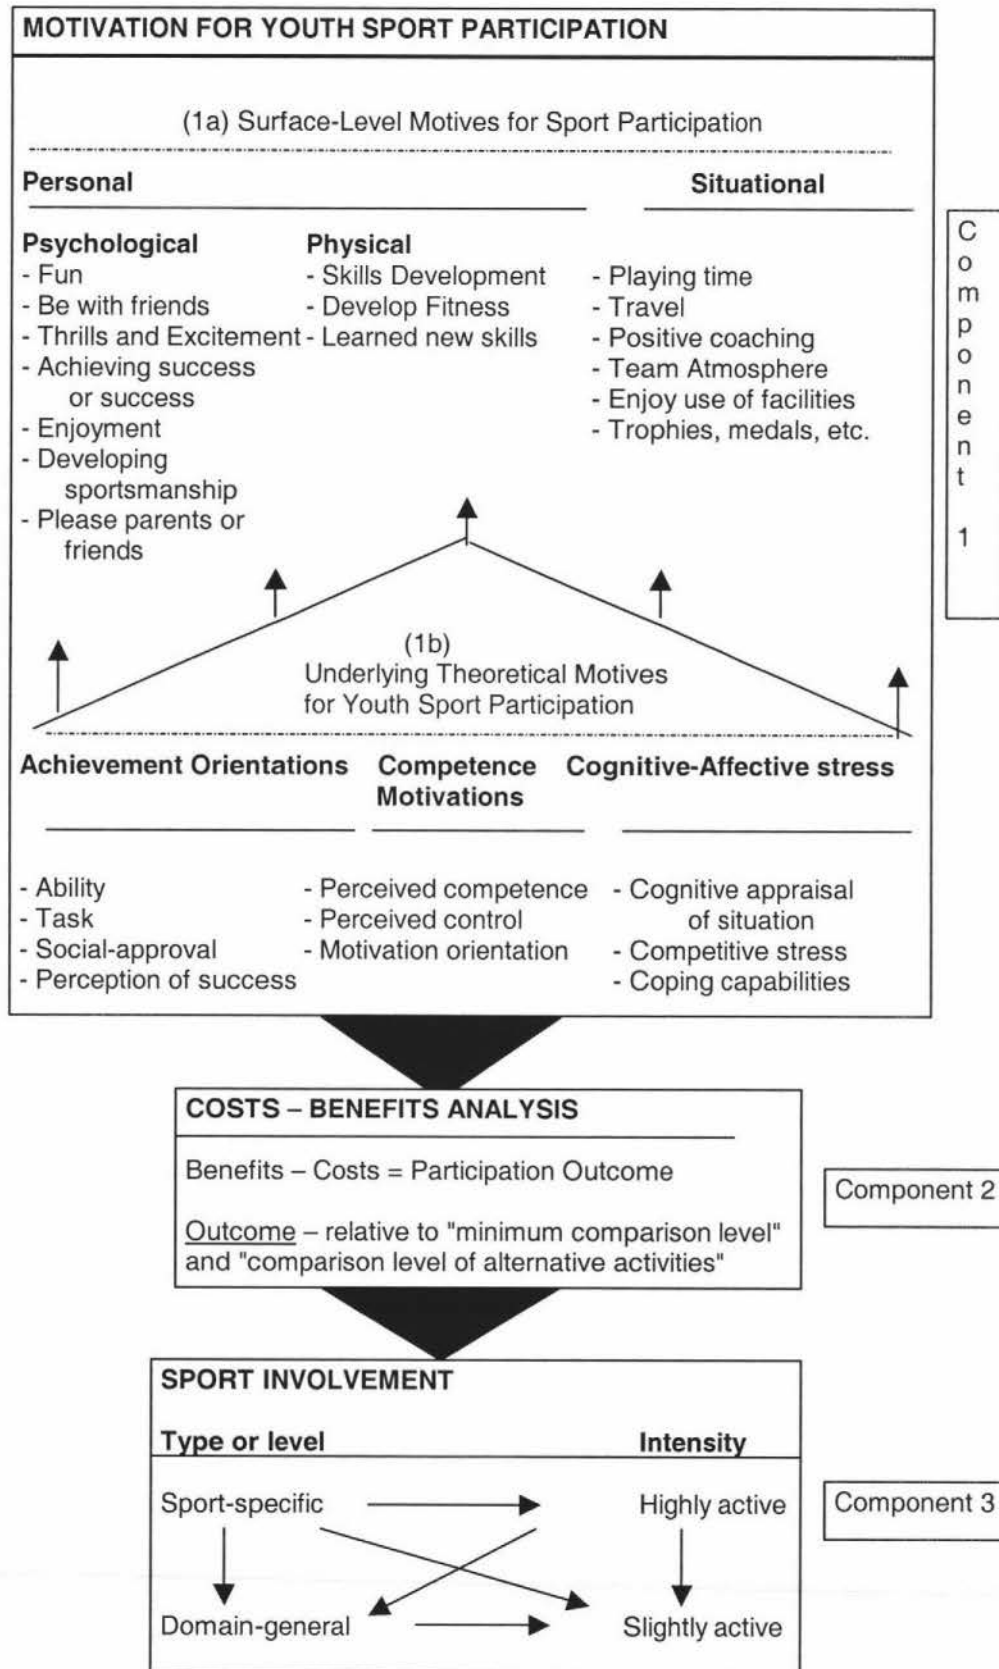 MOTIVATION FOR YOUTH SPORT PARTICIPATION
(1a) Surface-Level Motives for Sport Participation
Personal
Situational
Psychological
- Fun
- Be with friends
- Thrills and Excitement
- Achieving success
or success
- Enjoyment
- Developing
sportsmanship
- Please parents or
friends
Physical
- Skills Development
- Develop Fitness
- Learned new skills
- Playing time
- Travel
- Positive coaching
- Team Atmosphere
- Enjoy use of facilities
- Trophies, medals, etc.
Component 1
(1b)
Underlying Theoretical Motives
for Youth Sport Participation
Achievement Orientations
- Ability
- Task
- Social-approval
- Perception of success
Competence
Motivations
- Perceived competence
- Perceived control
- Motivation orientation
Cognitive-Affective stress
- Cognitive appraisal
of situation
- Competitive stress
- Coping capabilities
COSTS – BENEFITS ANALYSIS
Benefits – Costs = Participation Outcome
Outcome – relative to "minimum comparison level"
and "comparison level of alternative activities"
Component 2
SPORT INVOLVEMENT
Type or level
Intensity
Sport-specific
Highly active
Domain-general
Slightly active
Component 3